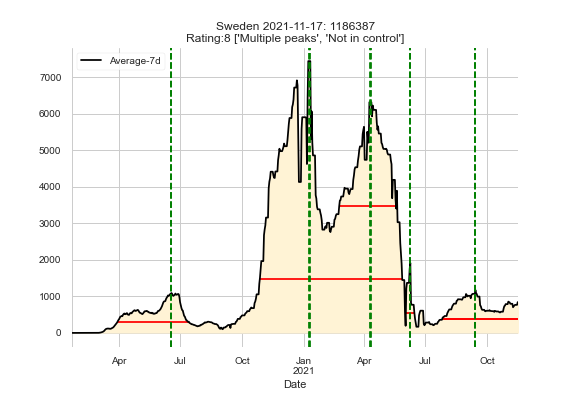 Sweden 2021-11-17: 1186387
Rating:8 ['Multiple peaks', 'Not in control']
Average-7d
7000
6000
5000
4000
3000
2000
1000
0
Apr Jul Oct Jan Apr Jul Oct
2021
Date